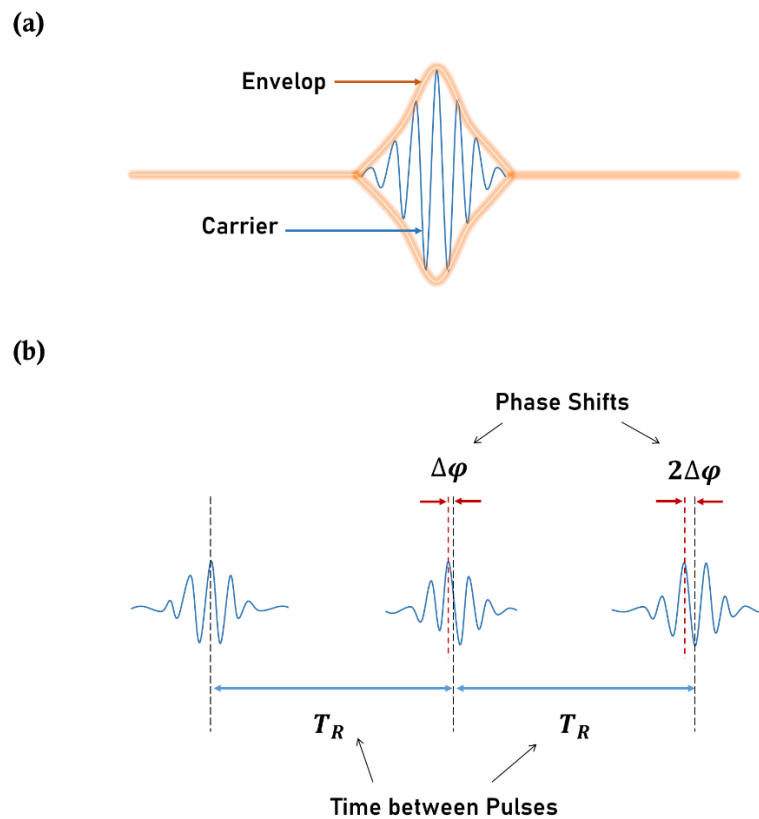 (a)
Envelop
Carrier
(b)
Phase Shifts
Δφ 2Δφ
T_R T_R
Time between Pulses